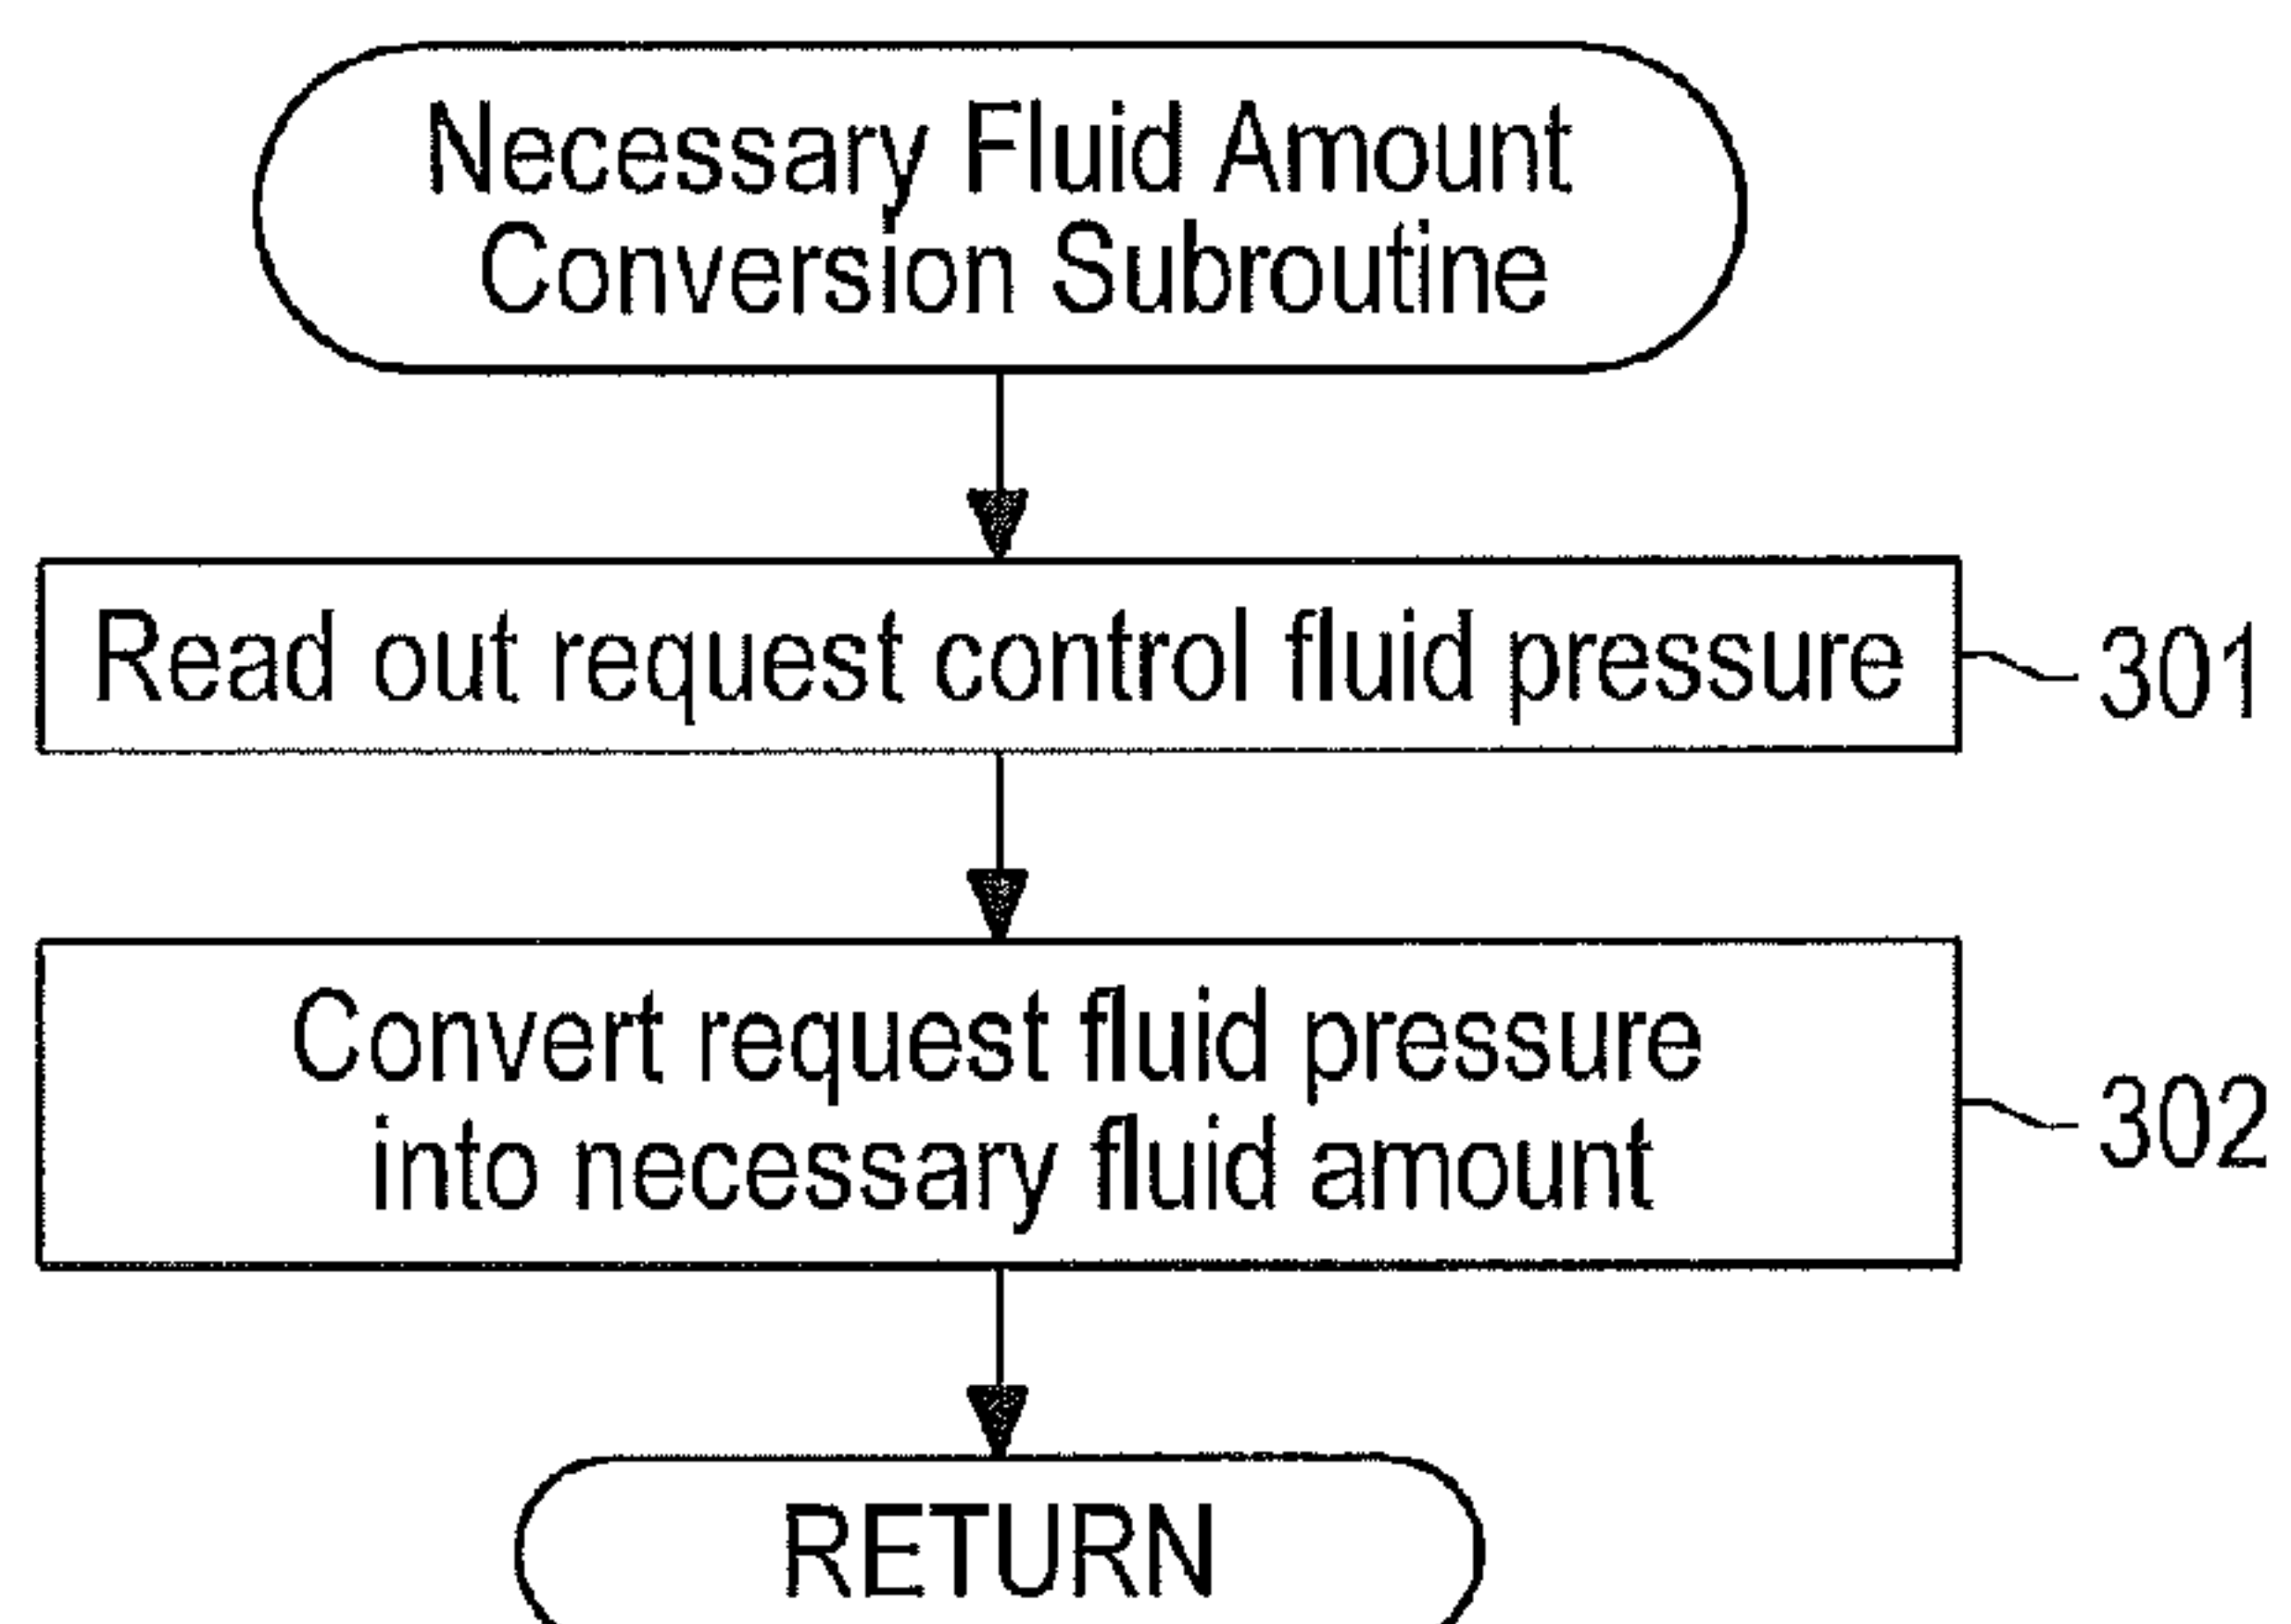 Necessary Fluid Amount
Conversion Subroutine
Read out request control fluid pressure
301
Convert request fluid pressure
into necessary fluid amount
302
RETURN